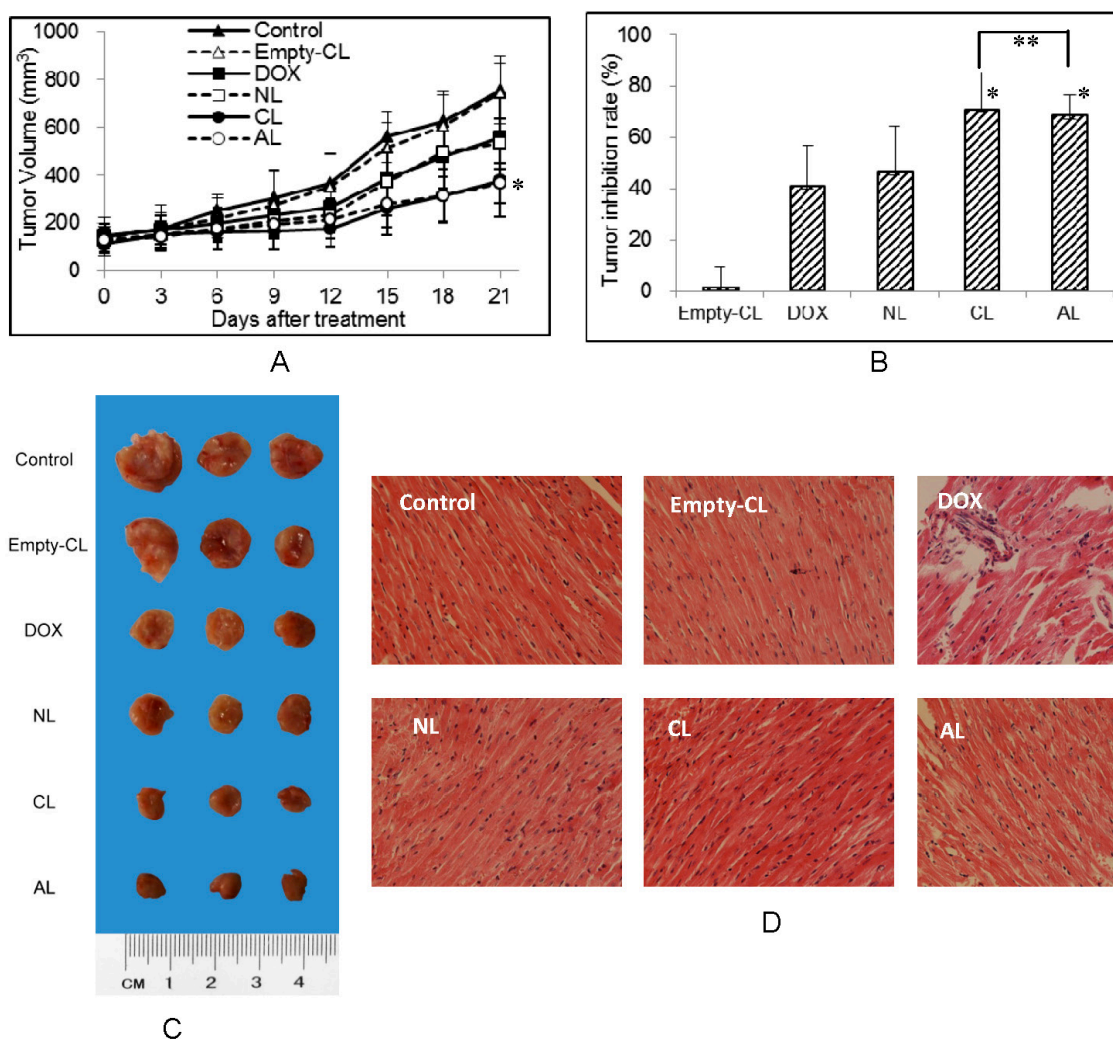 Tumor Volume (mm³)
1000
800
600
400
200
0
Control
Empty-CL
DOX
NL
CL
AL
*
0 3 6 9 12 15 18 21
Days after treatment
A
Tumor inhibition rate (%)
100
80
60
40
20
0
**
* *
Empty-CL DOX NL CL AL
B
Control
Empty-CL
DOX
NL
CL
AL
CM 1 2 3 4
C
Control Empty-CL DOX
NL CL AL
D